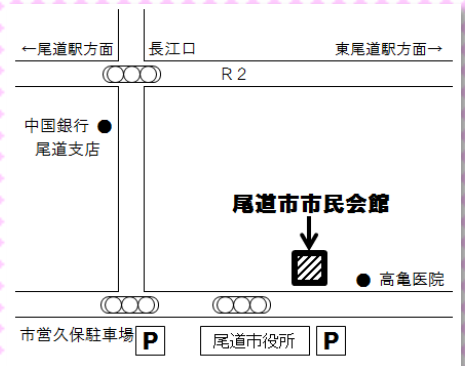 ←尾道駅方面
長江口
東尾道駅方面→
R2
中国銀行
尾道支店
尾道市市民会館
高亀医院
市営久保駐車場 P
尾道市役所 P